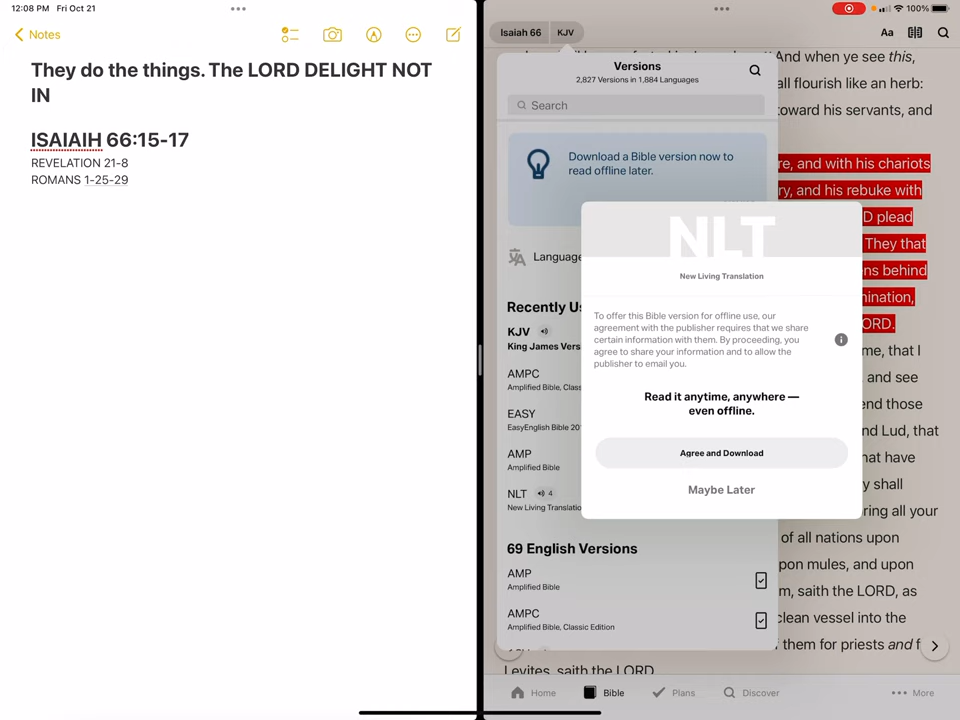 12:08 PM Fri Oct 21
Notes
They do the things. The LORD DELIGHT NOT
IN
ISAIAIH 66:15-17
REVELATION 21-8
ROMANS 1-25-29
100%
Isaiah 66 KJV
Aa
Versions
2,827 Versions in 1,884 Languages
Search
Download a Bible version now to
read offline later.
Language
Recently Us
KJV
King James Vers
AMPC
Amplified Bible, Class
EASY
EasyEnglish Bible 20
AMP
Amplified Bible
NLT 4
New Living Translatio
69 English Versions
AMP
Amplified Bible
AMPC
Amplified Bible, Classic Edition
NLT
New Living Translation
To offer this Bible version for offline use, our
agreement with the publisher requires that we share
certain information with them. By proceeding, you
agree to share your information and to allow the
publisher to email you.
Read it anytime, anywhere —
even offline.
Agree and Download
Maybe Later
And when ye see this,
all flourish like an herb:
toward his servants, and
re, and with his chariots
ry, and his rebuke with
D plead
They that
ens behind
ination,
ORD.
me, that I
and see
end those
nd Lud, that
hat have
y shall
ring all your
of all nations upon
pon mules, and upon
m, saith the LORD, as
clean vessel into the
f them for priests and f
Levites, saith the LORD
Home Bible Plans Discover More